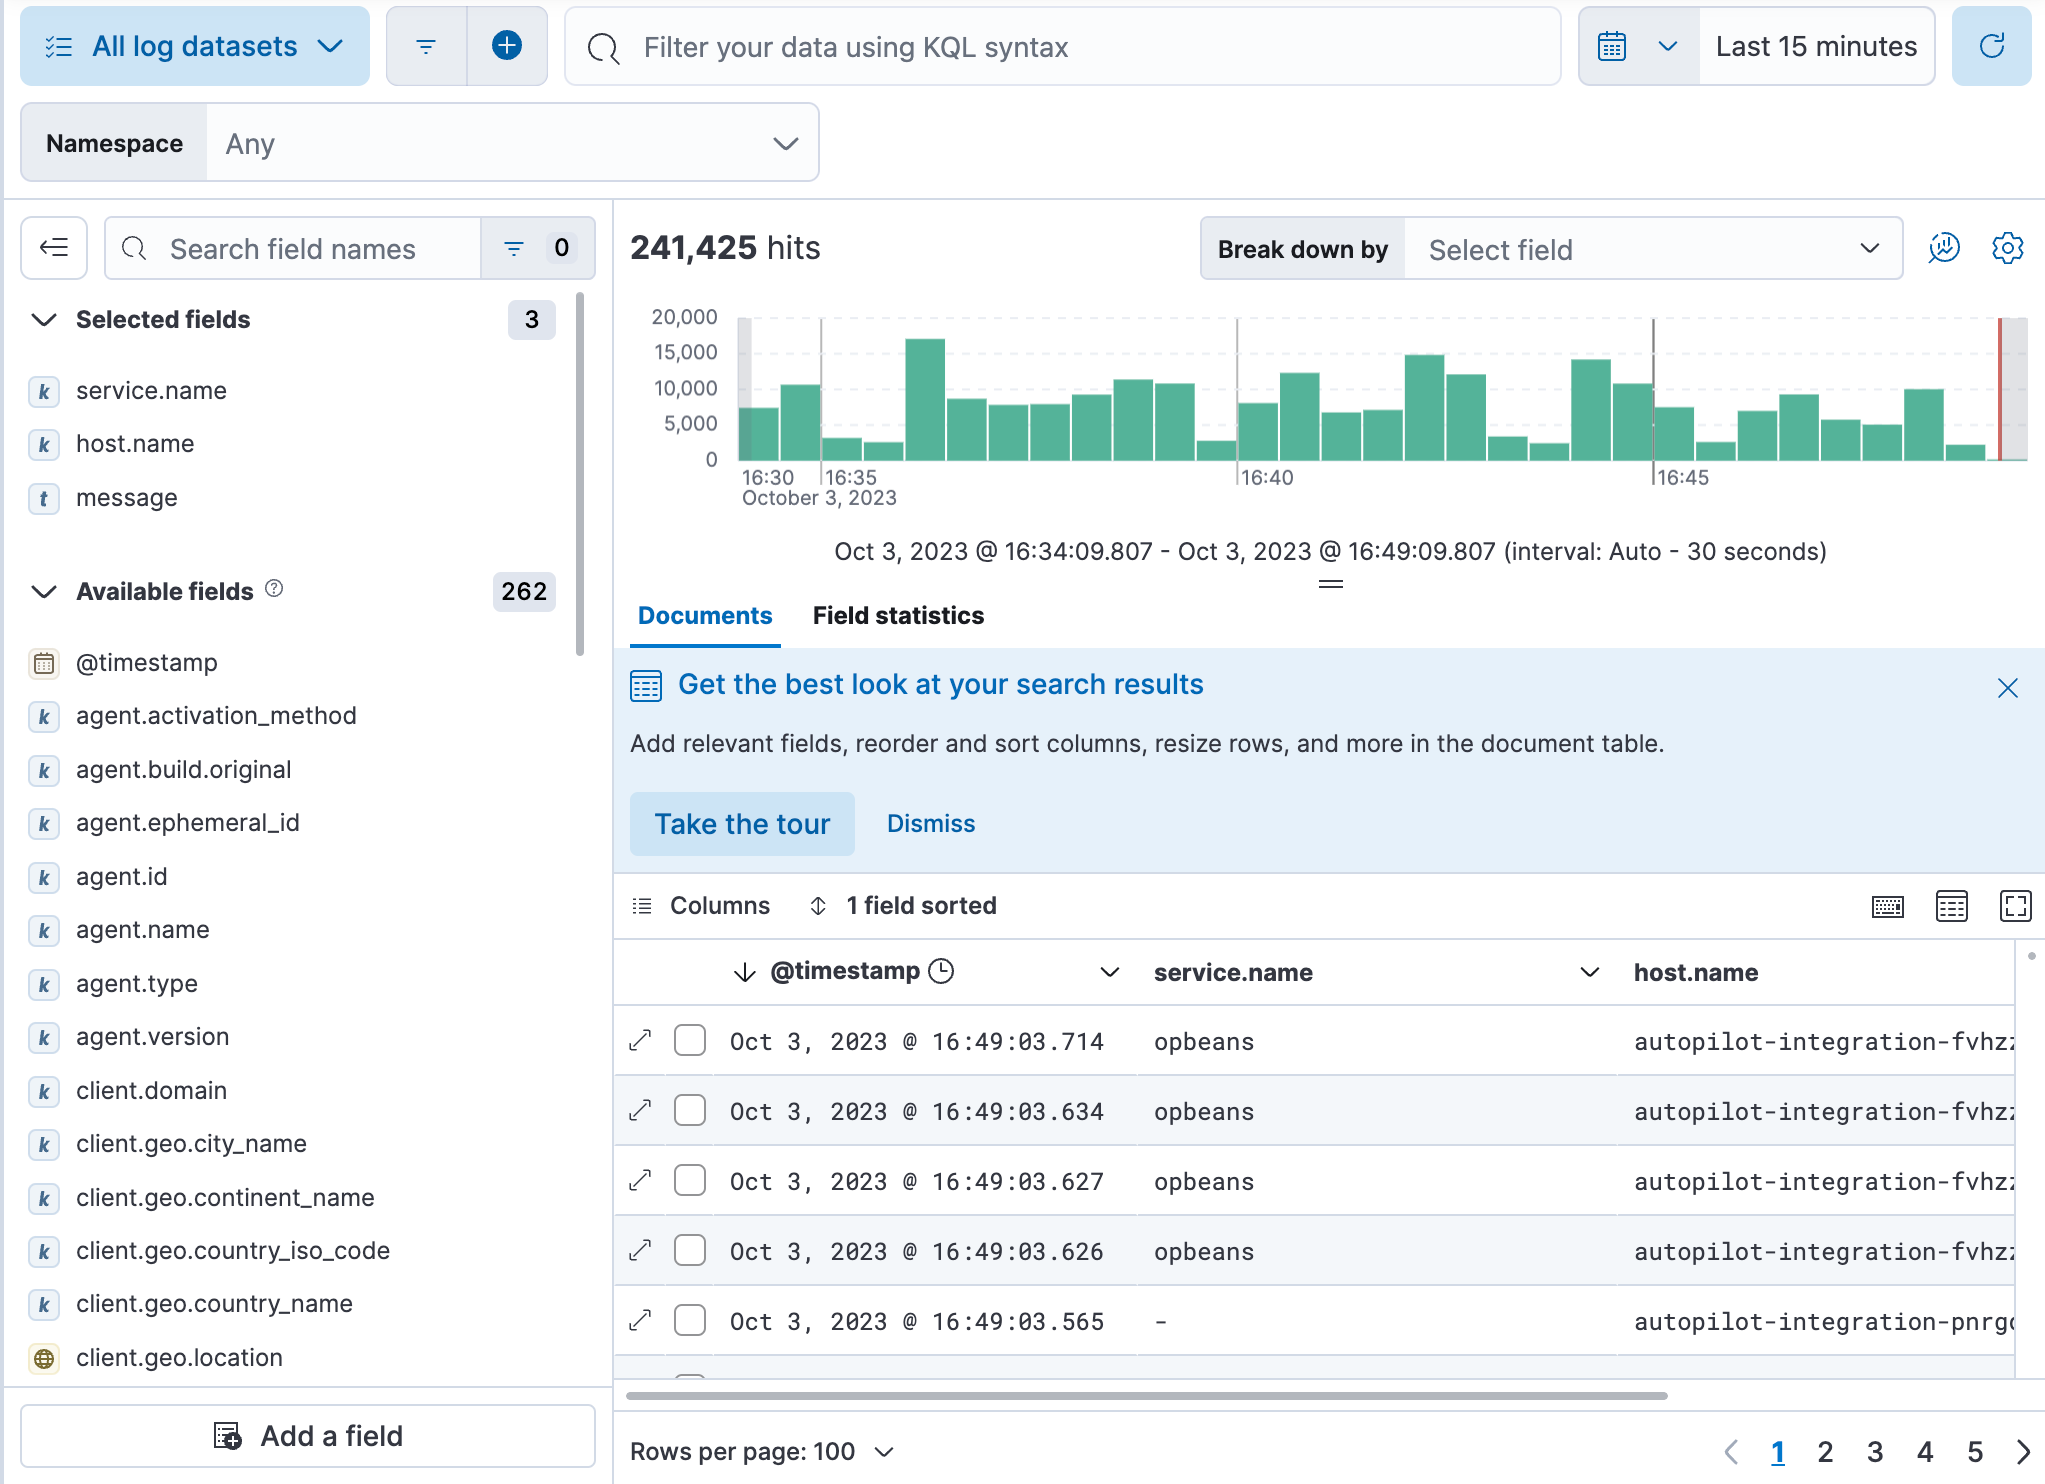 All log datasets
Filter your data using KQL syntax
Last 15 minutes
Namespace
Any
Search field names
0
Selected fields
3
k service.name
k host.name
t message
Available fields
262
@timestamp
k agent.activation_method
k agent.build.original
k agent.ephemeral_id
k agent.id
k agent.name
k agent.type
k agent.version
k client.domain
k client.geo.city_name
k client.geo.continent_name
k client.geo.country_iso_code
k client.geo.country_name
client.geo.location
Add a field
241,425 hits
Break down by
Select field
20,000
15,000
10,000
5,000
0
16:30 16:35 16:40 16:45
October 3, 2023
Oct 3, 2023 @ 16:34:09.807 - Oct 3, 2023 @ 16:49:09.807 (interval: Auto - 30 seconds)
Documents
Field statistics
Get the best look at your search results
Add relevant fields, reorder and sort columns, resize rows, and more in the document table.
Take the tour
Dismiss
Columns
1 field sorted
@timestamp service.name host.name
Oct 3, 2023 @ 16:49:03.714 opbeans autopilot-integration-fvhzz
Oct 3, 2023 @ 16:49:03.634 opbeans autopilot-integration-fvhzz
Oct 3, 2023 @ 16:49:03.627 opbeans autopilot-integration-fvhzz
Oct 3, 2023 @ 16:49:03.626 opbeans autopilot-integration-fvhzz
Oct 3, 2023 @ 16:49:03.565 - autopilot-integration-pnrgc
Rows per page: 100
1 2 3 4 5